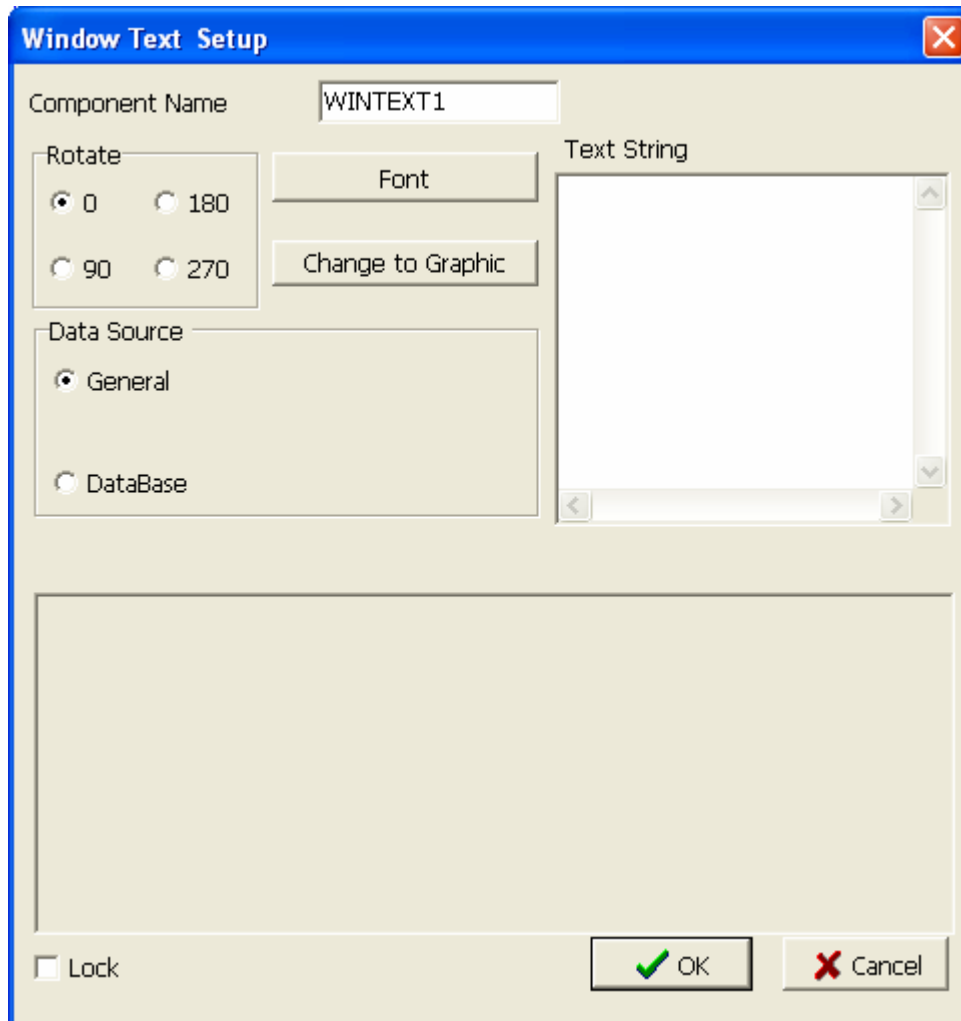 Window Text Setup
Component Name WINTEXT1
Rotate
0 180
90 270
Font
Change to Graphic
Text String
Data Source
General
DataBase
Lock
OK
Cancel